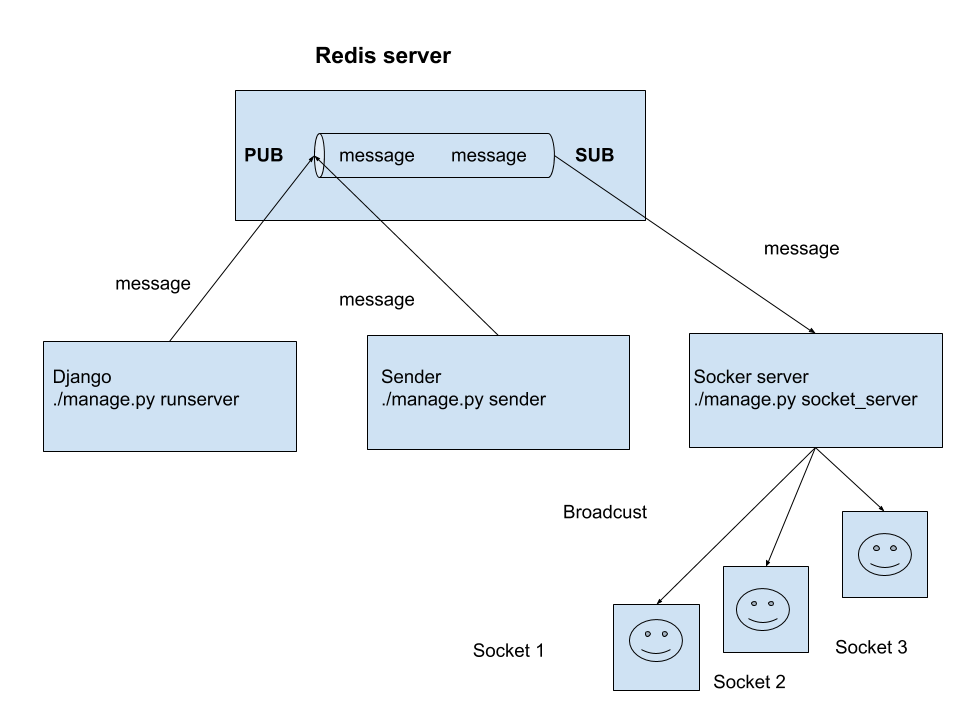 Redis server
PUB
message
message
SUB
message
message
message
Django
./manage.py runserver
Sender
./manage.py sender
Socker server
./manage.py socket_server
Broadcust
Socket 1
Socket 2
Socket 3